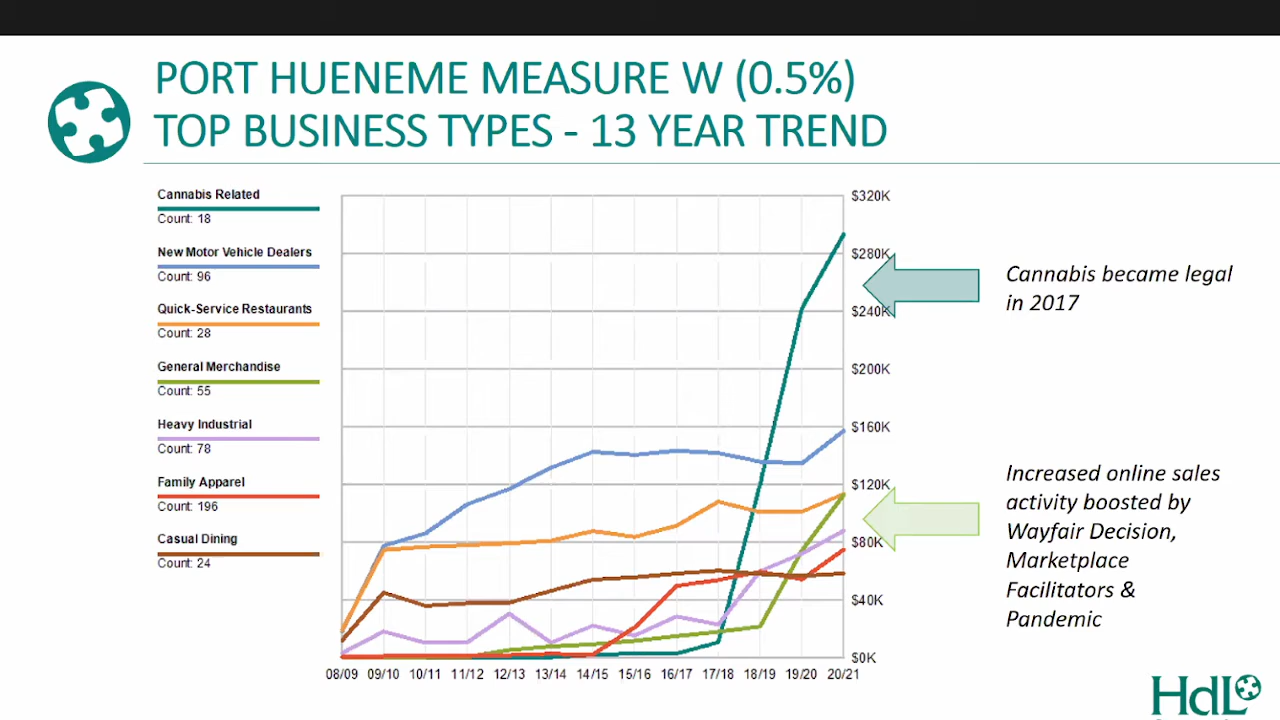 PORT HUENEME MEASURE W (0.5%)
TOP BUSINESS TYPES - 13 YEAR TREND
Cannabis Related
Count: 18
New Motor Vehicle Dealers
Count: 96
Quick-Service Restaurants
Count: 28
General Merchandise
Count: 55
Heavy Industrial
Count: 78
Family Apparel
Count: 196
Casual Dining
Count: 24
$320K
$280K
$240K
$200K
$160K
$120K
$80K
$40K
$0K
08/09 09/10 10/11 11/12 12/13 13/14 14/15 15/16 16/17 17/18 18/19 19/20 20/21
Cannabis became legal
in 2017
Increased online sales
activity boosted by
Wayfair Decision,
Marketplace
Facilitators &
Pandemic
HdL